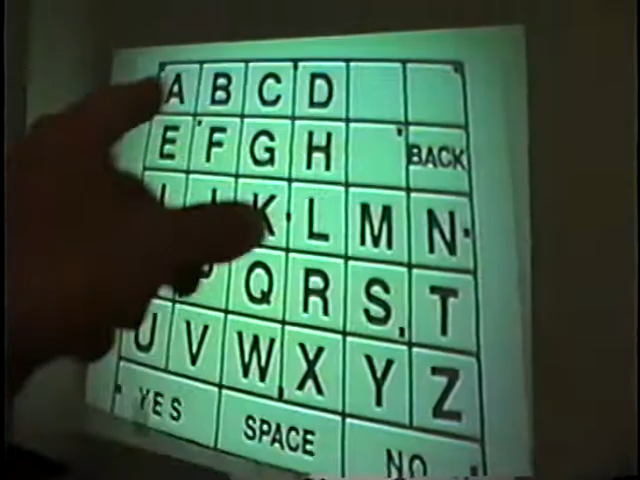 A B C D
E F G H BACK
K L M N
Q R S T
U V W X Y Z
YES SPACE NO